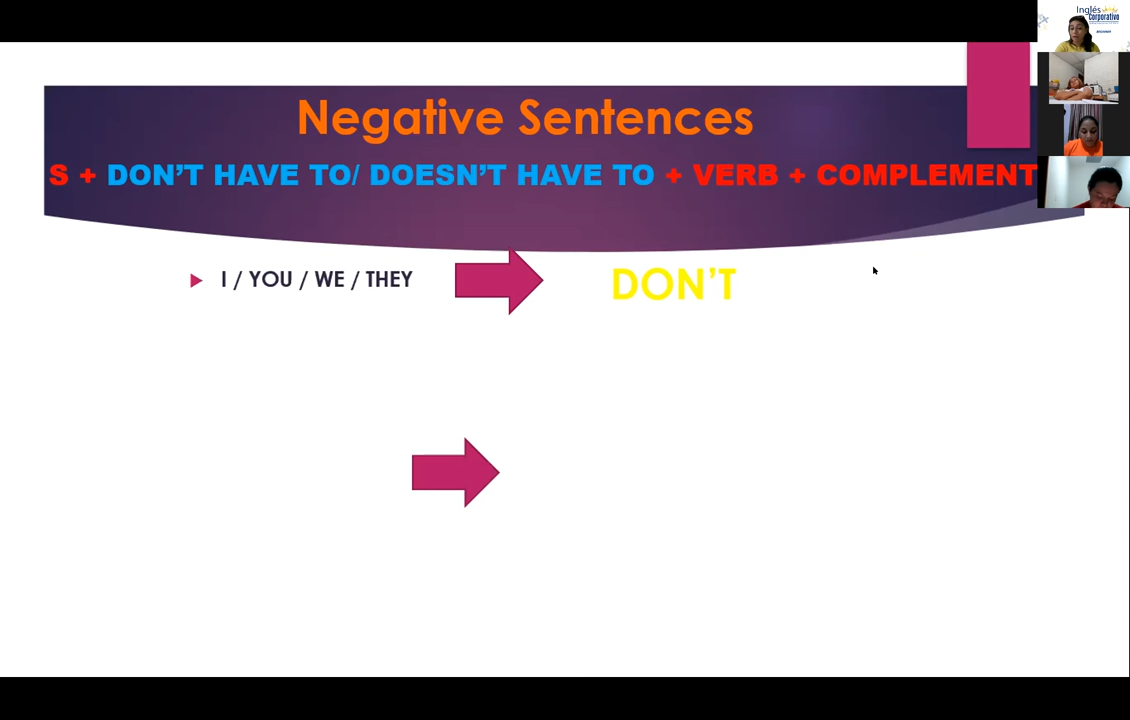 Inglés
Corporativo
Negative Sentences
S + DON'T HAVE TO/ DOESN'T HAVE TO + VERB + COMPLEMENT
I / YOU / WE / THEY
DON'T